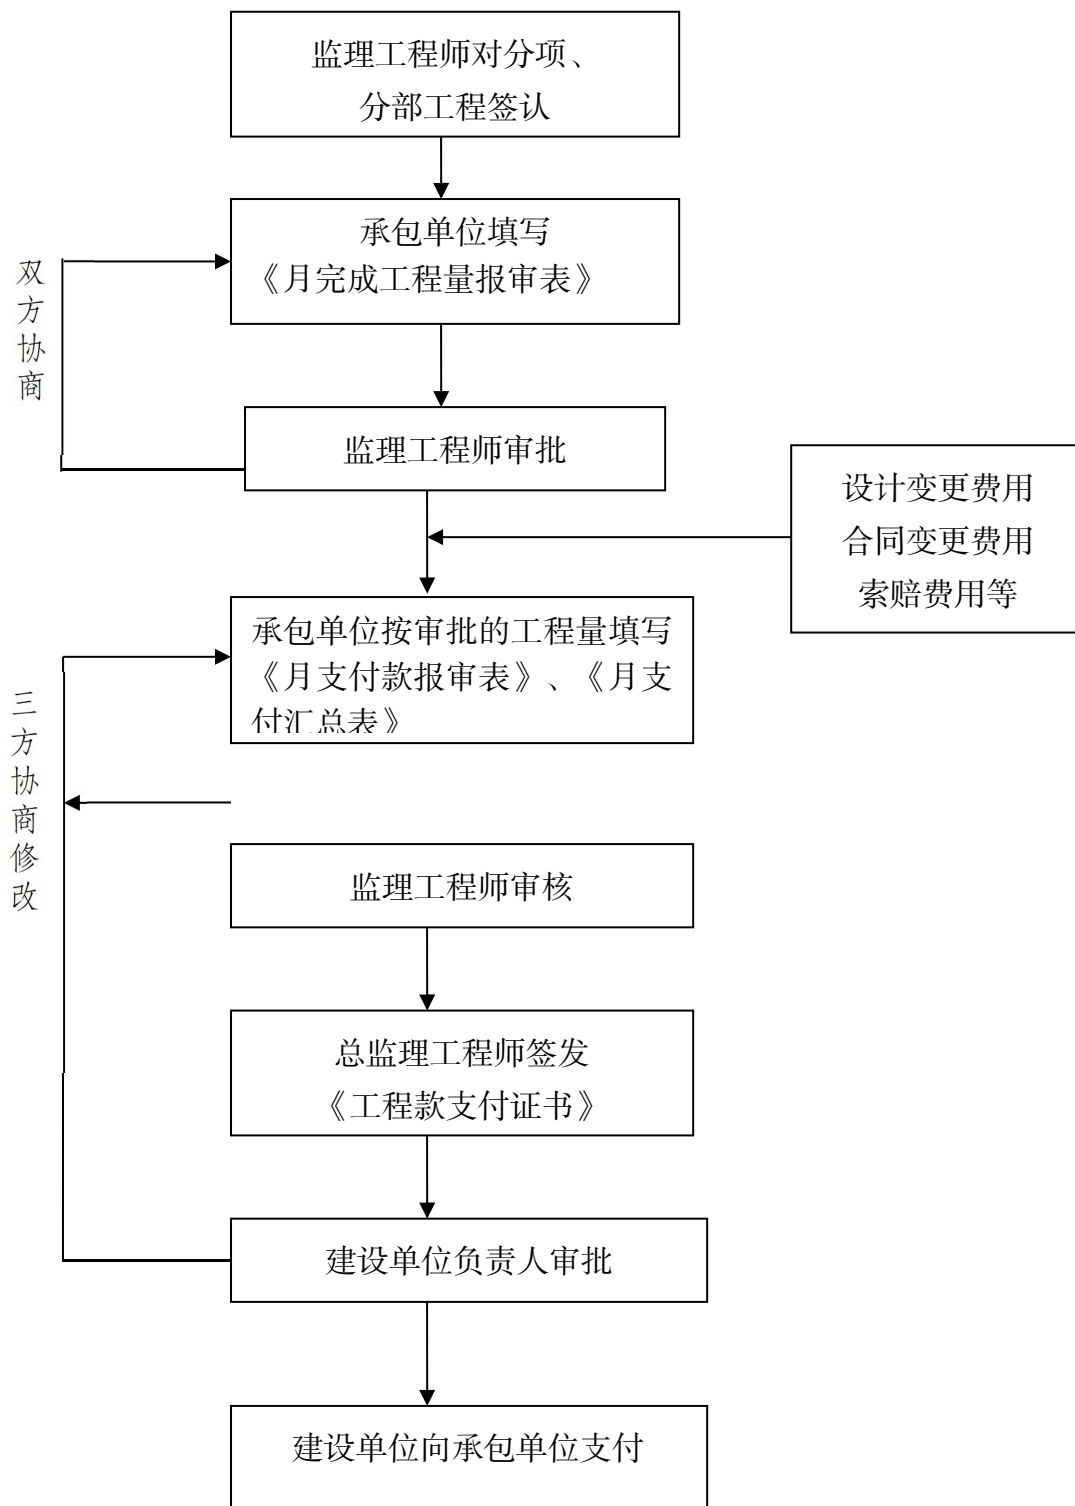 监理工程师对分项、
分部工程签认
承包单位填写
《月完成工程量报审表》
双方协商
监理工程师审批
设计变更费用
合同变更费用
索赔费用等
承包单位按审批的工程量填写
《月支付款报审表》、《月支
付汇总表》
三方协商修改
监理工程师审核
总监理工程师签发
《工程款支付证书》
建设单位负责人审批
建设单位向承包单位支付